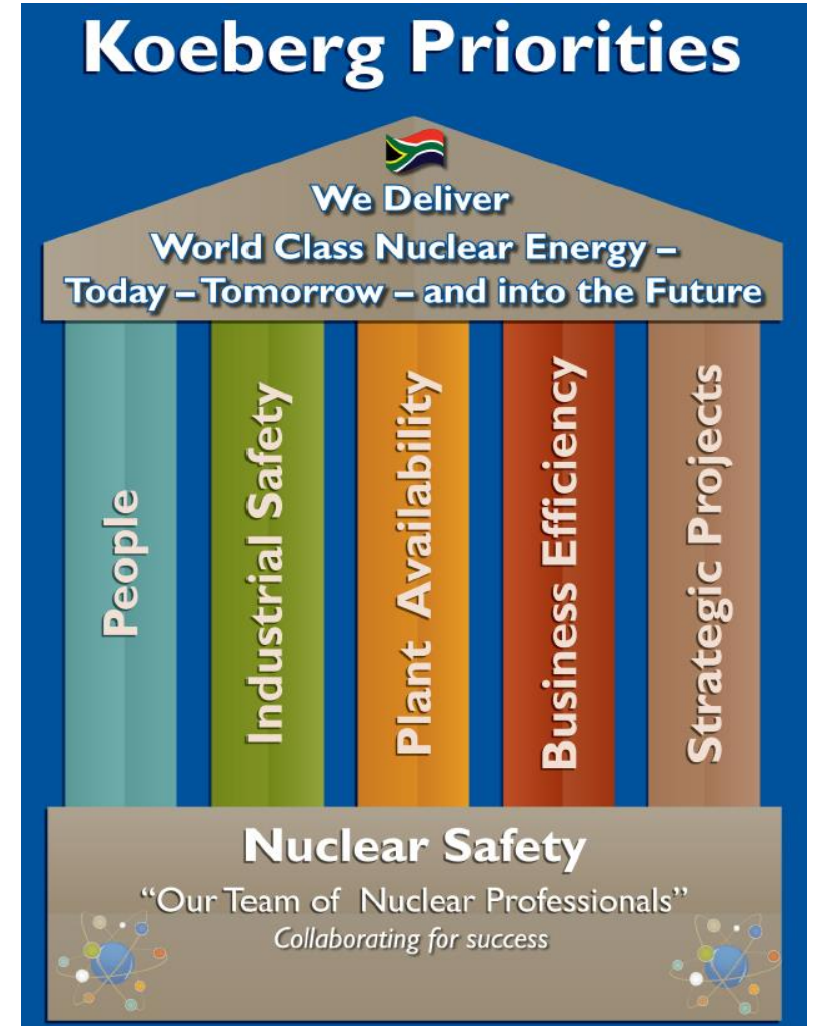 Koeberg Priorities
We Deliver
World Class Nuclear Energy –
Today – Tomorrow – and into the Future
People
Industrial Safety
Plant Availability
Business Efficiency
Strategic Projects
Nuclear Safety
“Our Team of Nuclear Professionals”
Collaborating for success